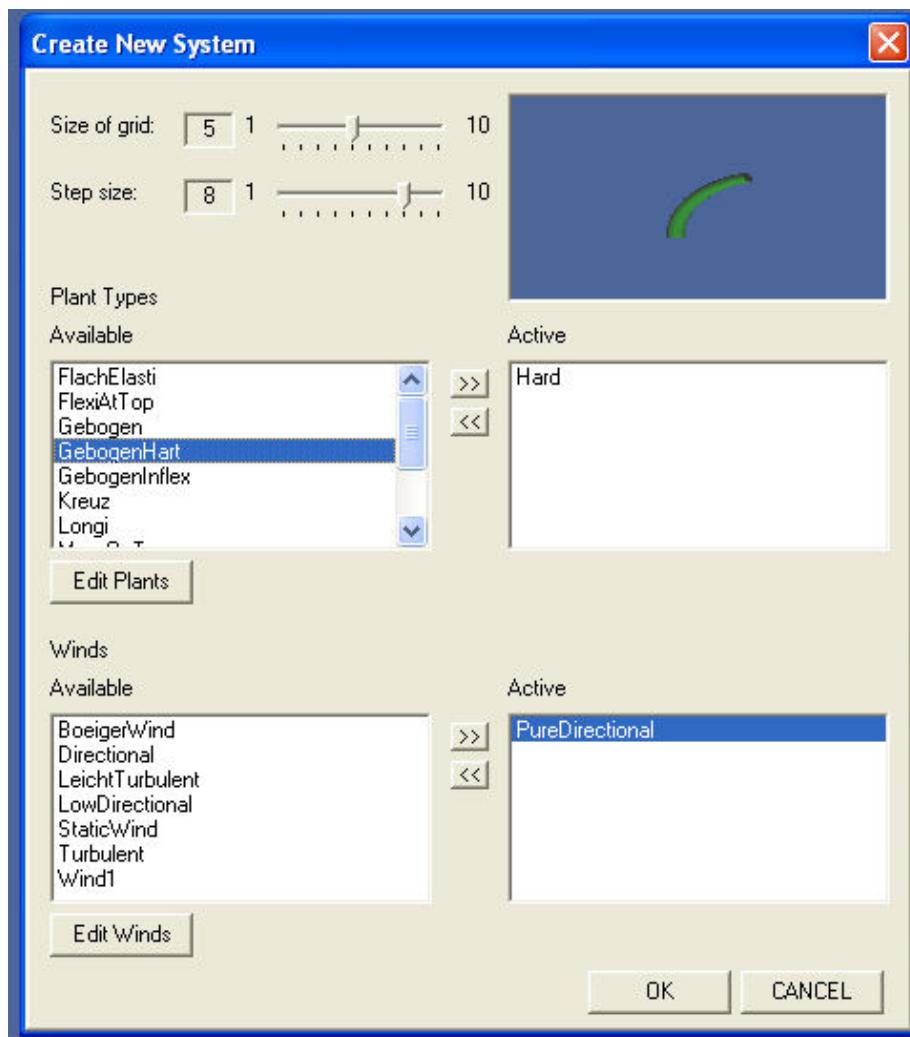 Create New System
Size of grid: 5 1 10
Step size: 8 1 10
Plant Types
Available
FlachElasti
FlexiAtTop
Gebogen
GebogenHart
GebogenInflex
Kreuz
Longi
Edit Plants
>>
<<
Active
Hard
Winds
Available
BoeigerWind
Directional
LeichtTurbulent
LowDirectional
StaticWind
Turbulent
Wind1
Edit Winds
>>
<<
Active
PureDirectional
OK
CANCEL